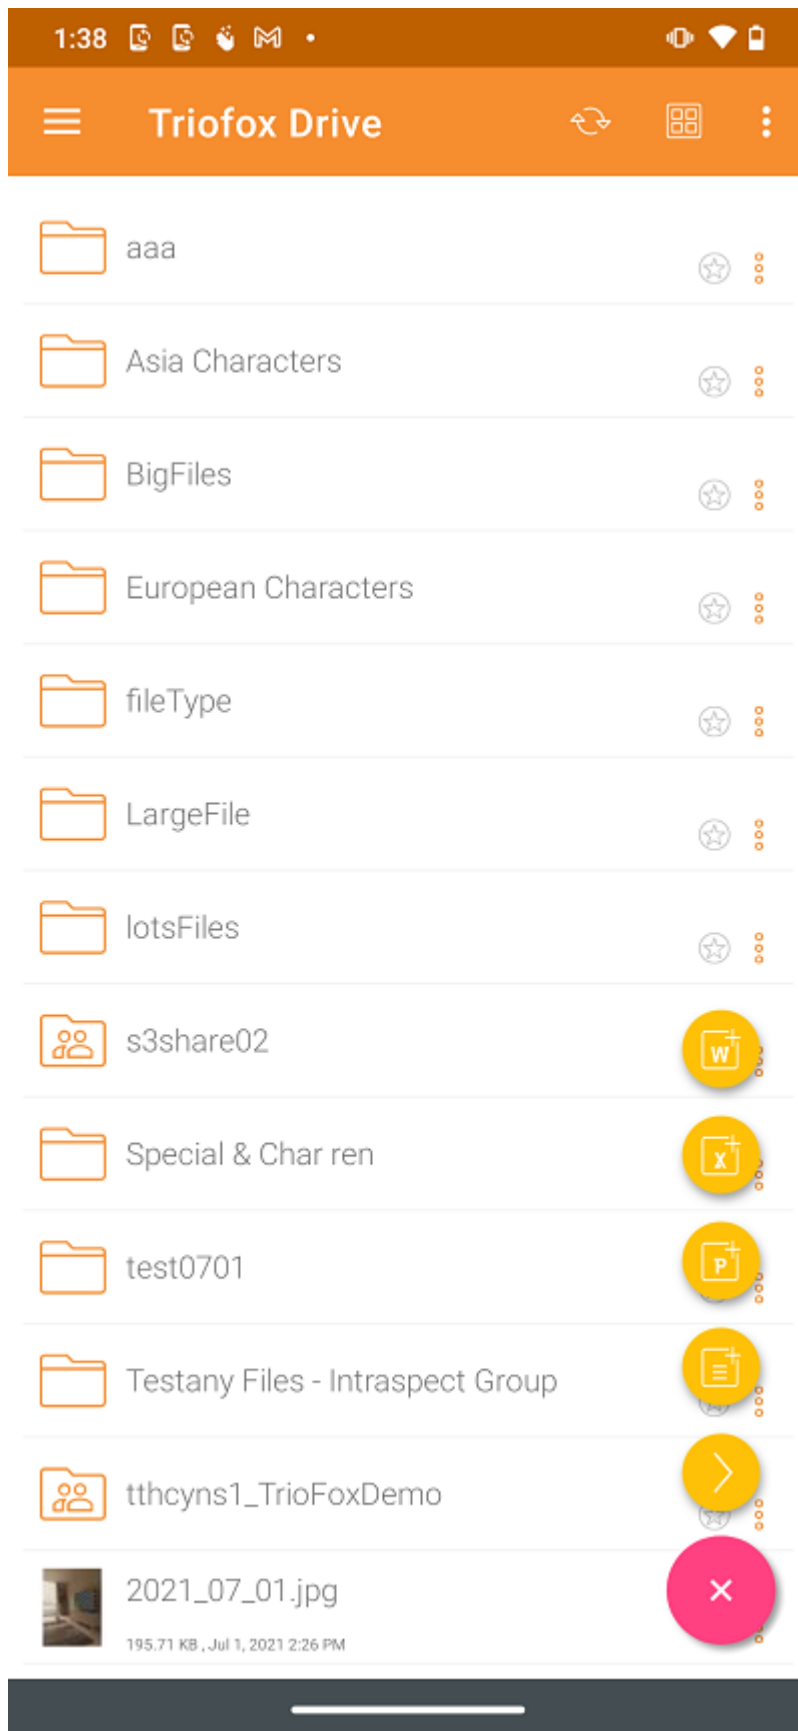 1:38
Triofox Drive
aaa
Asia Characters
BigFiles
European Characters
fileType
LargeFile
lotsFiles
s3share02
W
Special & Char ren
X
test0701
P
Testany Files - Intraspect Group
tthcyns1_TrioFoxDemo
2021_07_01.jpg
195.71 KB , Jul 1, 2021 2:26 PM